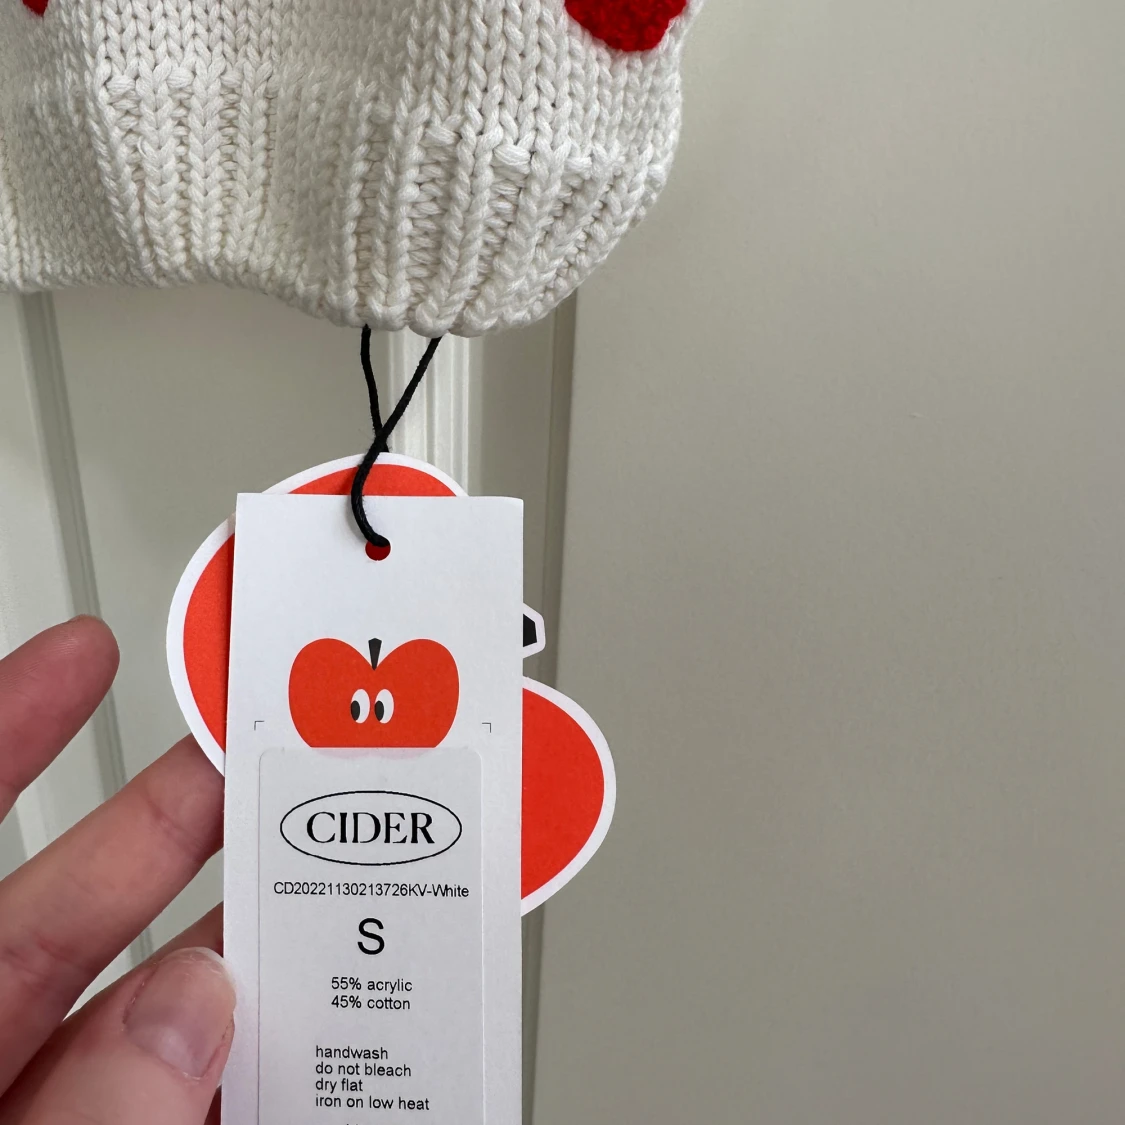 CIDER
CD20221130213726KV-White
S
55% acrylic
45% cotton
handwash
do not bleach
dry flat
iron on low heat